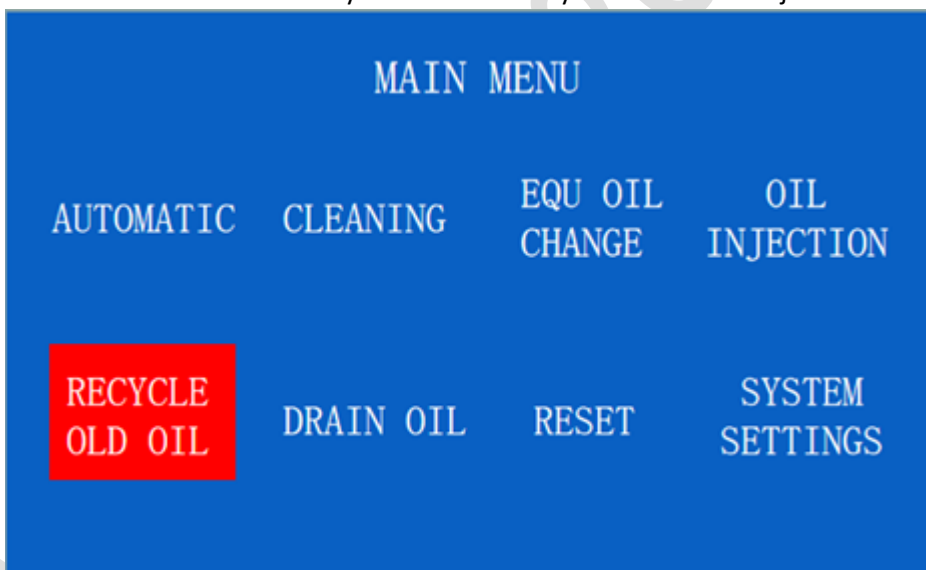 MAIN MENU
AUTOMATIC
CLEANING
EQU OIL
CHANGE
OIL
INJECTION
RECYCLE
OLD OIL
DRAIN OIL
RESET
SYSTEM
SETTINGS